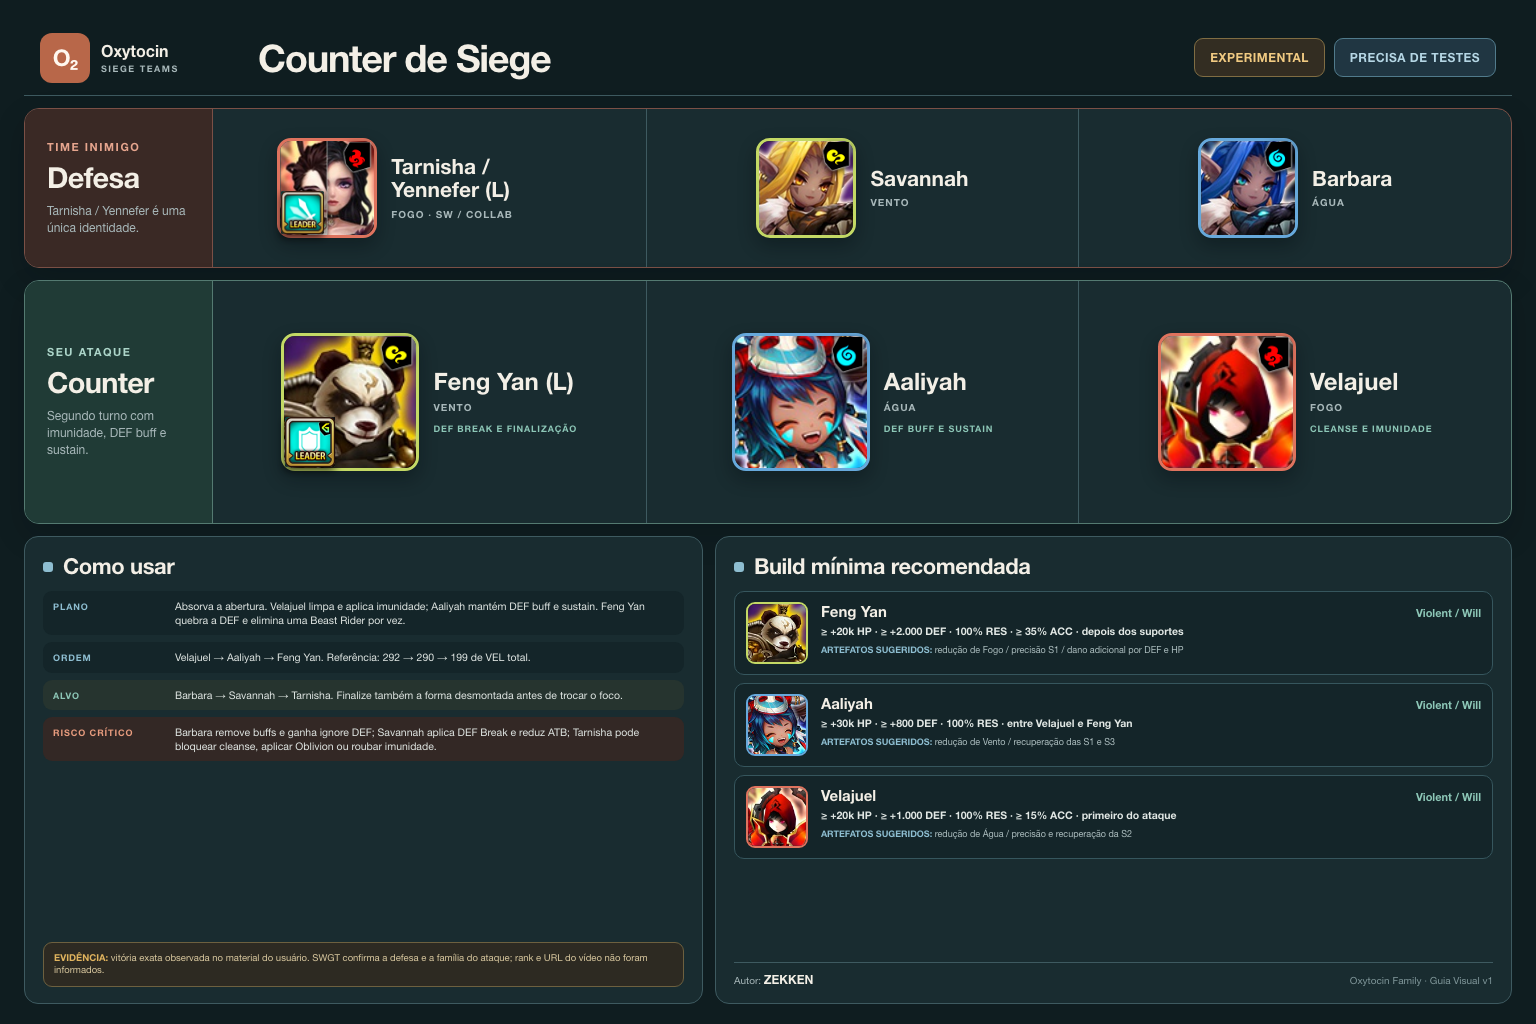 O2
Oxytocin
SIEGE TEAMS
Counter de Siege
EXPERIMENTAL
PRECISA DE TESTES
TIME INIMIGO
Defesa
Tarnisha / Yennefer é uma
única identidade.
LEADER
Tarnisha /
Yennefer (L)
FOGO · SW / COLLAB
Savannah
VENTO
Barbara
ÁGUA
SEU ATAQUE
Counter
Segundo turno com
imunidade, DEF buff e
sustain.
LEADER
Feng Yan (L)
VENTO
DEF BREAK E FINALIZAÇÃO
Aaliyah
ÁGUA
DEF BUFF E SUSTAIN
Velajuel
FOGO
CLEANSE E IMUNIDADE
Como usar
PLANO
Absorva a abertura. Velajuel limpa e aplica imunidade; Aaliyah mantém DEF buff e sustain. Feng Yan
quebra a DEF e elimina uma Beast Rider por vez.
ORDEM
Velajuel → Aaliyah → Feng Yan. Referência: 292 → 290 → 199 de VEL total.
ALVO
Barbara → Savannah → Tarnisha. Finalize também a forma desmontada antes de trocar o foco.
RISCO CRÍTICO
Barbara remove buffs e ganha ignore DEF; Savannah aplica DEF Break e reduz ATB; Tarnisha pode
bloquear cleanse, aplicar Oblivion ou roubar imunidade.
EVIDÊNCIA: vitória exata observada no material do usuário. SWGT confirma a defesa e a família do ataque; rank e URL do vídeo não foram
informados.
Build mínima recomendada
Feng Yan
Violent / Will
≥ +20k HP · ≥ +2.000 DEF · 100% RES · ≥ 35% ACC · depois dos suportes
ARTEFATOS SUGERIDOS: redução de Fogo / precisão S1 / dano adicional por DEF e HP
Aaliyah
Violent / Will
≥ +30k HP · ≥ +800 DEF · 100% RES · entre Velajuel e Feng Yan
ARTEFATOS SUGERIDOS: redução de Vento / recuperação das S1 e S3
Velajuel
Violent / Will
≥ +20k HP · ≥ +1.000 DEF · 100% RES · ≥ 15% ACC · primeiro do ataque
ARTEFATOS SUGERIDOS: redução de Água / precisão e recuperação da S2
Autor: ZEKKEN
Oxytocin Family · Guia Visual v1